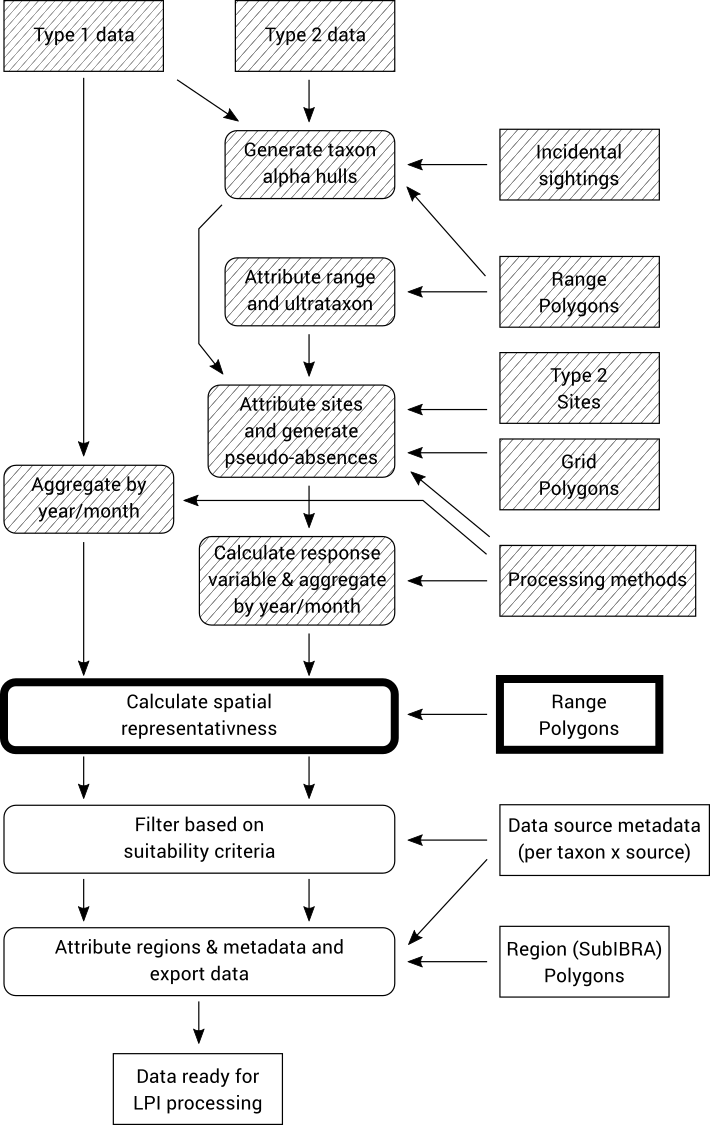 Type 1 data
Type 2 data
Generate taxon
alpha hulls
Incidental
sightings
Attribute range
and ultrataxon
Range
Polygons
Attribute sites
and generate
pseudo-absences
Type 2
Sites
Grid
Polygons
Aggregate by
year/month
Calculate response
variable & aggregate
by year/month
Processing methods
Calculate spatial
representativness
Range
Polygons
Filter based on
suitability criteria
Data source metadata
(per taxon x source)
Attribute regions & metadata and
export data
Region (SubIBRA)
Polygons
Data ready for
LPI processing